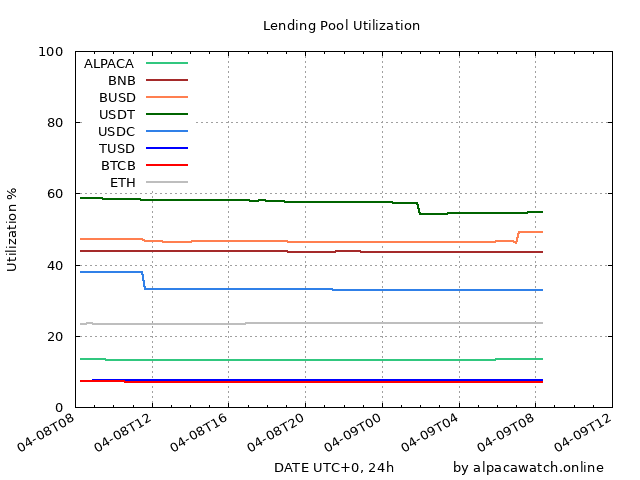 Lending Pool Utilization
100
80
60
40
20
0
Utilization %
ALPACA
BNB
BUSD
USDT
USDC
TUSD
BTCB
ETH
04-08T08
04-08T12
04-08T16
04-08T20
04-09T00
04-09T04
04-09T08
04-09T12
DATE UTC+0, 24h
by alpacawatch.online